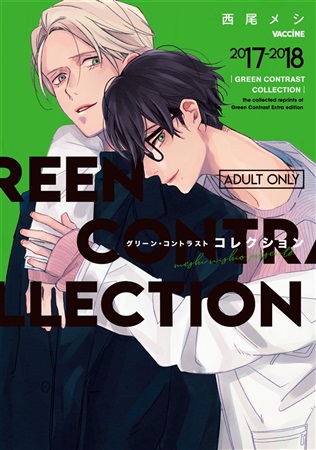 西尾メシ
VACCINE
2017-2018
| GREEN CONTRAST
COLLECTION |
The collected reprints of
Green Contrast Extra edition
ADULT ONLY
REEN
CONTRA
グリーン・コントラスト コレクション
LLECTION